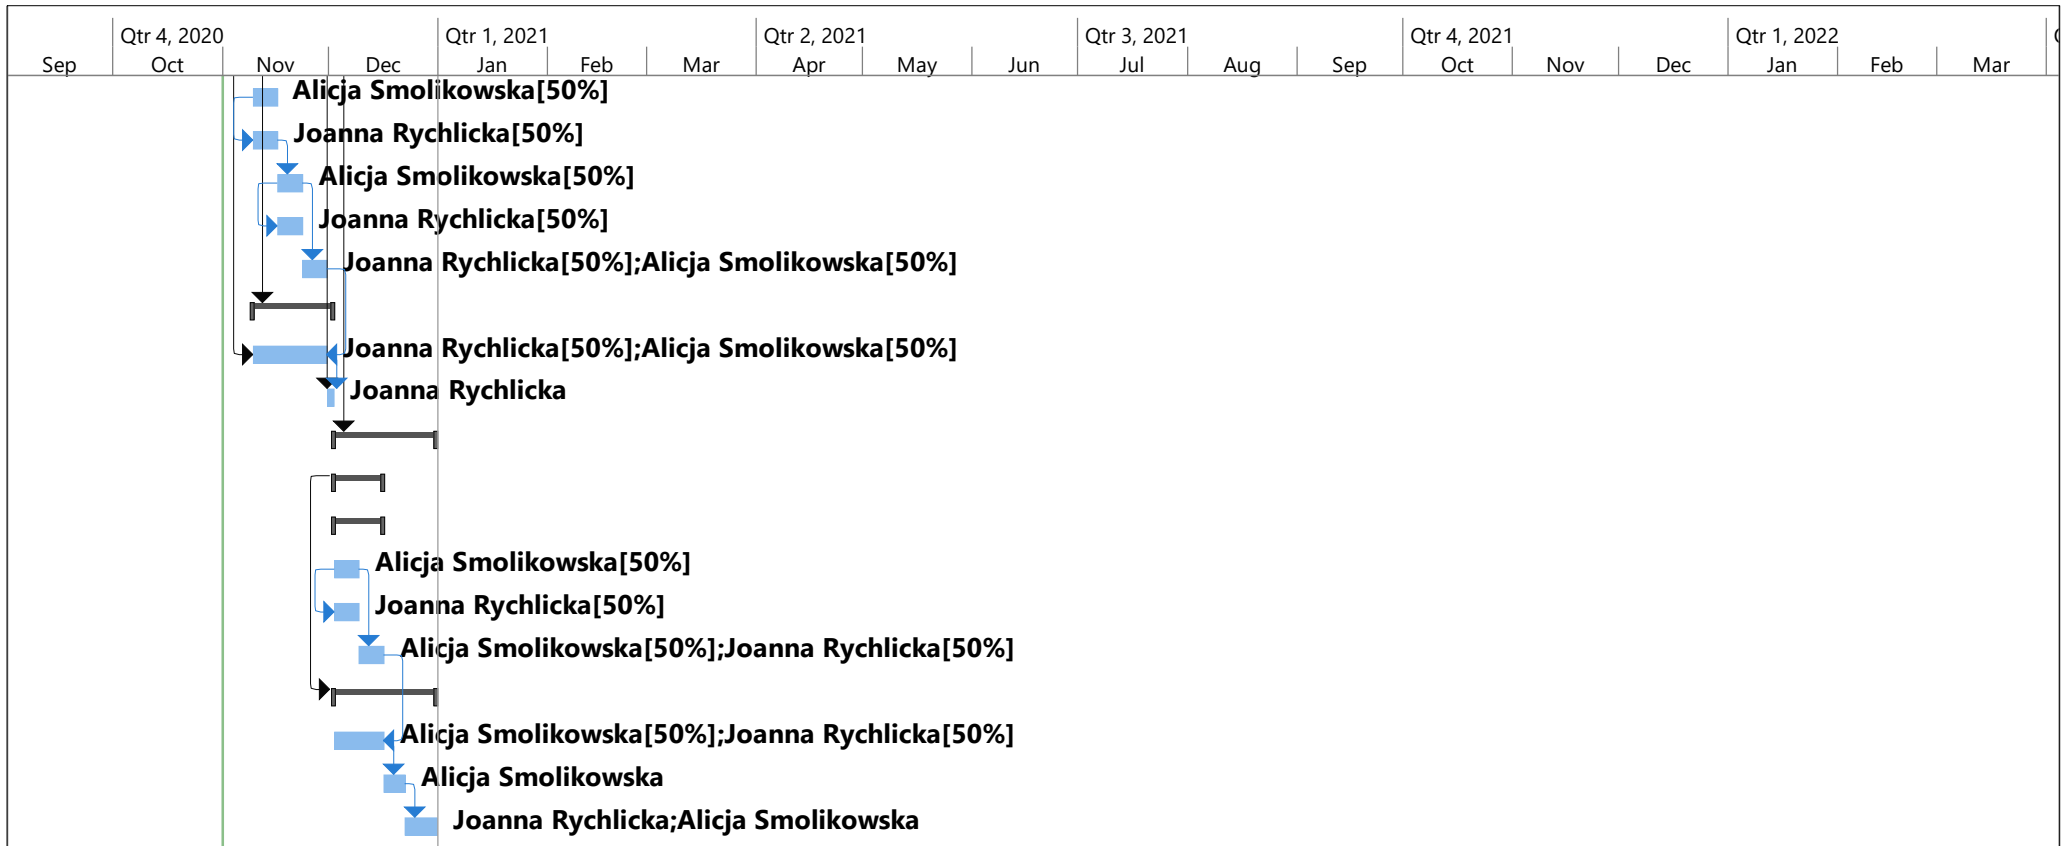 Qtr 4, 2020 Qtr 1, 2021 Qtr 2, 2021 Qtr 3, 2021 Qtr 4, 2021 Qtr 1, 2022
Sep Oct Nov Dec Jan Feb Mar Apr May Jun Jul Aug Sep Oct Nov Dec Jan Feb Mar
Alicja Smolikowska[50%]
Joanna Rychlicka[50%]
Alicja Smolikowska[50%]
Joanna Rychlicka[50%]
Joanna Rychlicka[50%];Alicja Smolikowska[50%]
Joanna Rychlicka[50%];Alicja Smolikowska[50%]
Joanna Rychlicka
Alicja Smolikowska[50%]
Joanna Rychlicka[50%]
Alicja Smolikowska[50%];Joanna Rychlicka[50%]
Alicja Smolikowska[50%];Joanna Rychlicka[50%]
Alicja Smolikowska
Joanna Rychlicka;Alicja Smolikowska